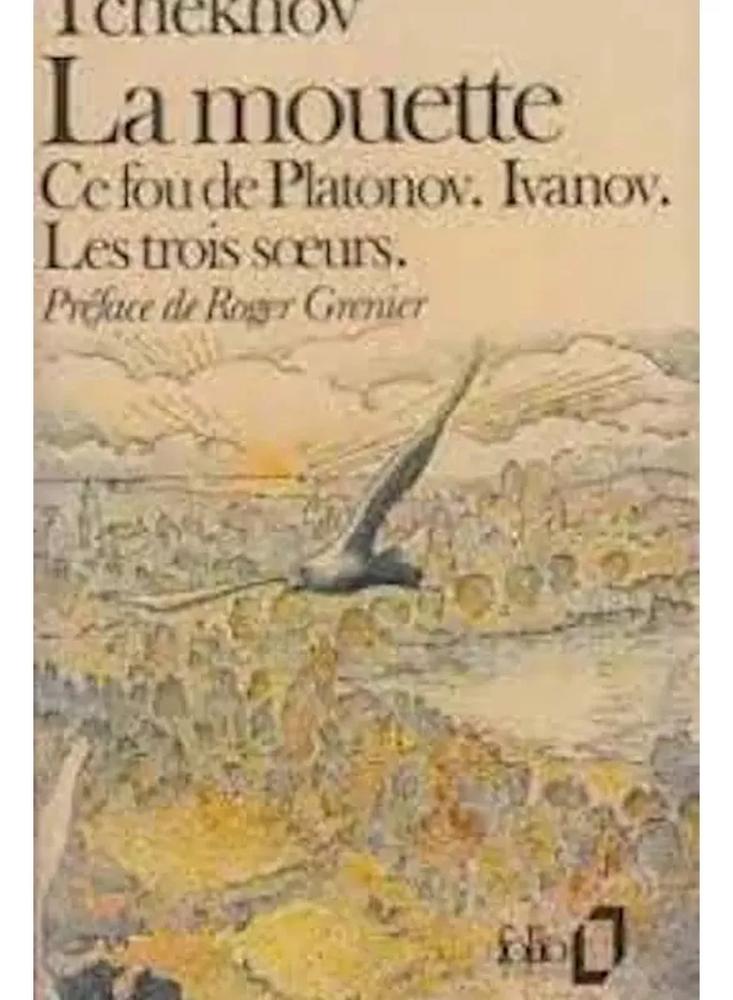 Tchekhov
La mouette
Ce fou de Platonov. Ivanov.
Les trois sœurs.
Préface de Roger Grenier
folio